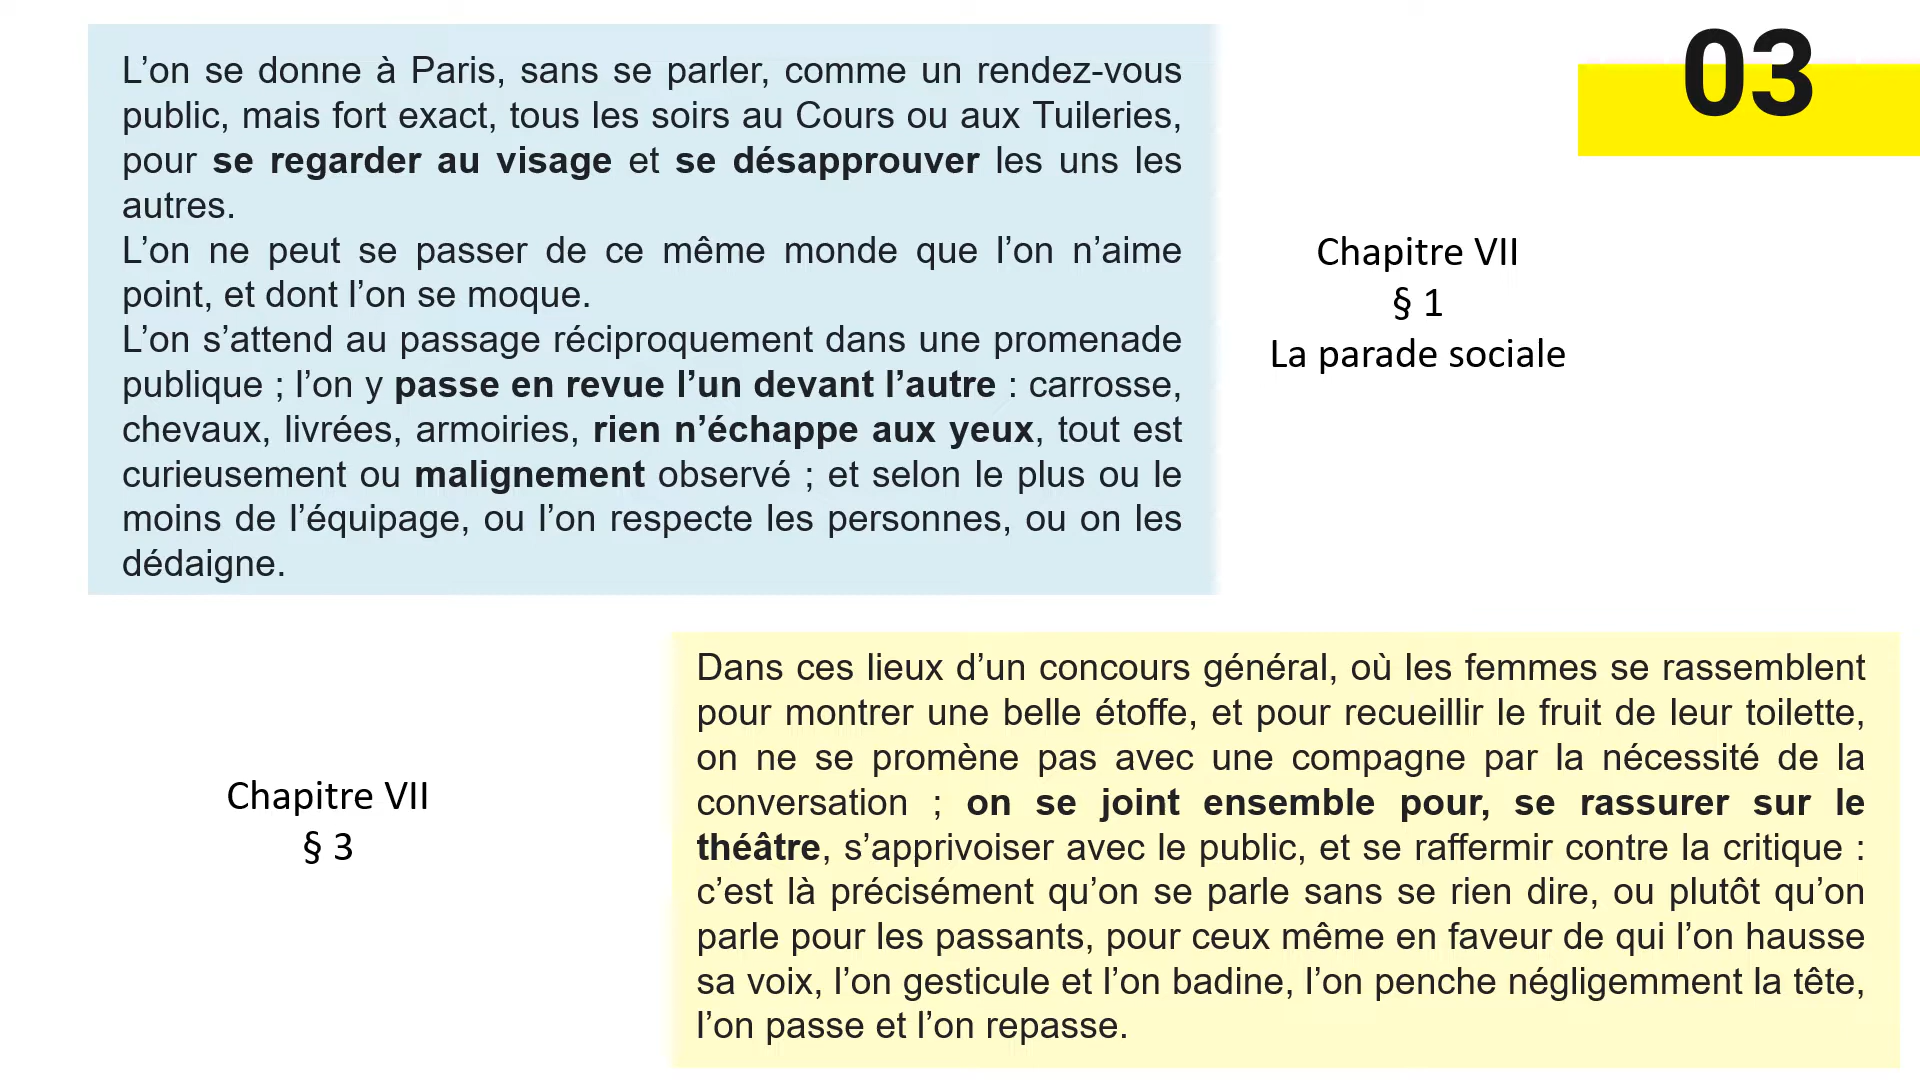 03
L’on se donne à Paris, sans se parler, comme un rendez-vous
public, mais fort exact, tous les soirs au Cours ou aux Tuileries,
pour se regarder au visage et se désapprouver les uns les
autres.
L’on ne peut se passer de ce même monde que l’on n’aime
point, et dont l’on se moque.
L’on s’attend au passage réciproquement dans une promenade
publique ; l’on y passe en revue l’un devant l’autre : carrosse,
chevaux, livrées, armoiries, rien n’échappe aux yeux, tout est
curieusement ou malignement observé ; et selon le plus ou le
moins de l’équipage, ou l’on respecte les personnes, ou on les
dédaigne.
Chapitre VII
§ 1
La parade sociale
Chapitre VII
§ 3
Dans ces lieux d’un concours général, où les femmes se rassemblent
pour montrer une belle étoffe, et pour recueillir le fruit de leur toilette,
on ne se promène pas avec une compagne par la nécessité de la
conversation ; on se joint ensemble pour, se rassurer sur le
théâtre, s’apprivoiser avec le public, et se raffermir contre la critique :
c’est là précisément qu’on se parle sans se rien dire, ou plutôt qu’on
parle pour les passants, pour ceux même en faveur de qui l’on hausse
sa voix, l’on gesticule et l’on badine, l’on penche négligemment la tête,
l’on passe et l’on repasse.